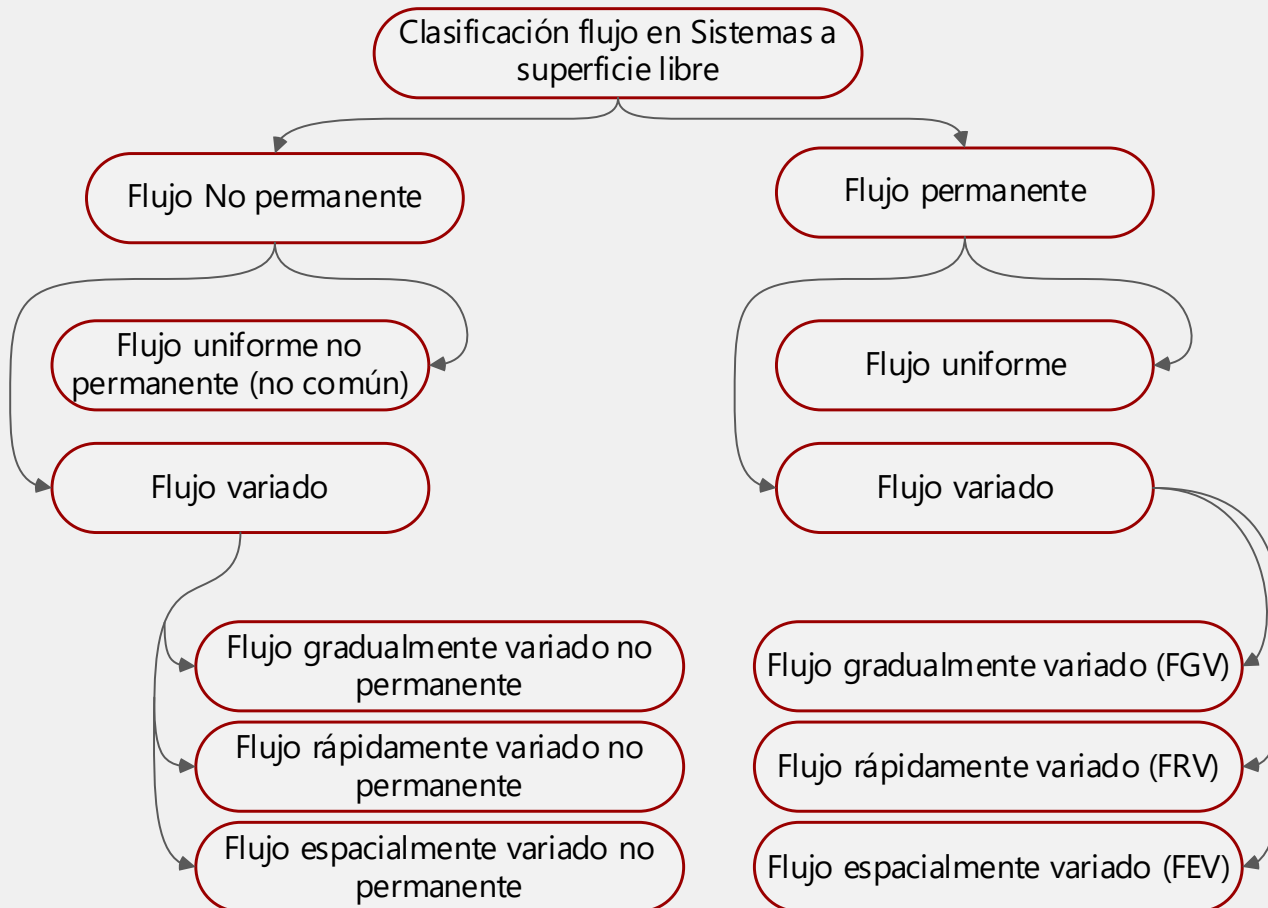 Clasificación flujo en Sistemas a
superficie libre
Flujo No permanente
Flujo permanente
Flujo uniforme no
permanente (no común)
Flujo uniforme
Flujo variado
Flujo variado
Flujo gradualmente variado no
permanente
Flujo gradualmente variado (FGV)
Flujo rápidamente variado no
permanente
Flujo rápidamente variado (FRV)
Flujo espacialmente variado no
permanente
Flujo espacialmente variado (FEV)